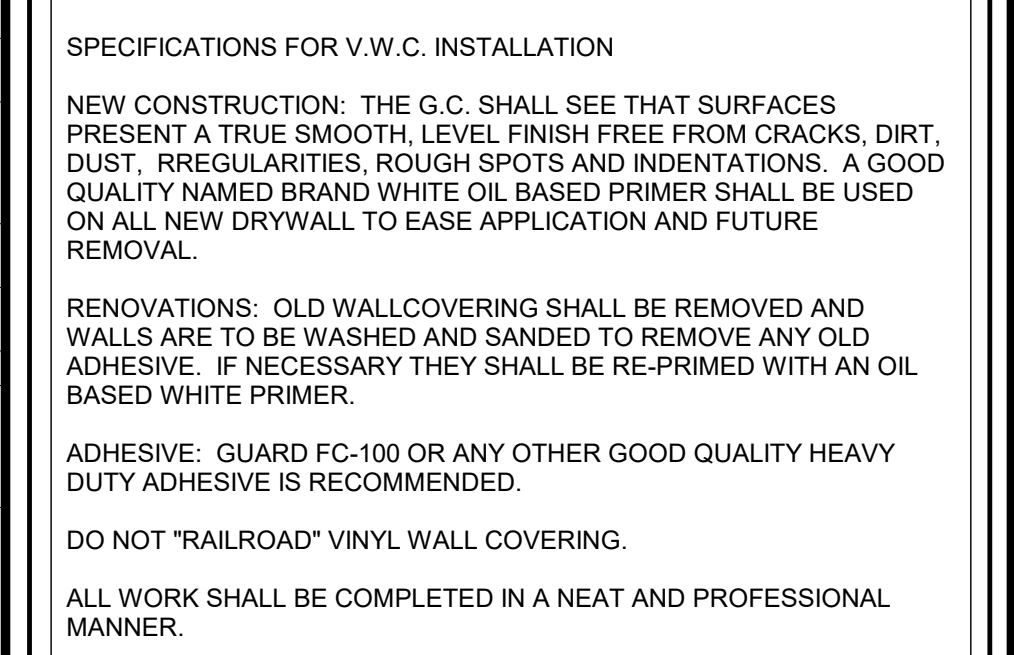 SPECIFICATIONS FOR V.W.C. INSTALLATION
NEW CONSTRUCTION:  THE G.C. SHALL SEE THAT SURFACES
PRESENT A TRUE SMOOTH, LEVEL FINISH FREE FROM CRACKS, DIRT,
DUST,  RREGULARITIES, ROUGH SPOTS AND INDENTATIONS.  A GOOD
QUALITY NAMED BRAND WHITE OIL BASED PRIMER SHALL BE USED
ON ALL NEW DRYWALL TO EASE APPLICATION AND FUTURE
REMOVAL.
RENOVATIONS:  OLD WALLCOVERING SHALL BE REMOVED AND
WALLS ARE TO BE WASHED AND SANDED TO REMOVE ANY OLD
ADHESIVE.  IF NECESSARY THEY SHALL BE RE-PRIMED WITH AN OIL
BASED WHITE PRIMER.
ADHESIVE:  GUARD FC-100 OR ANY OTHER GOOD QUALITY HEAVY
DUTY ADHESIVE IS RECOMMENDED.
DO NOT "RAILROAD" VINYL WALL COVERING.
ALL WORK SHALL BE COMPLETED IN A NEAT AND PROFESSIONAL
MANNER.